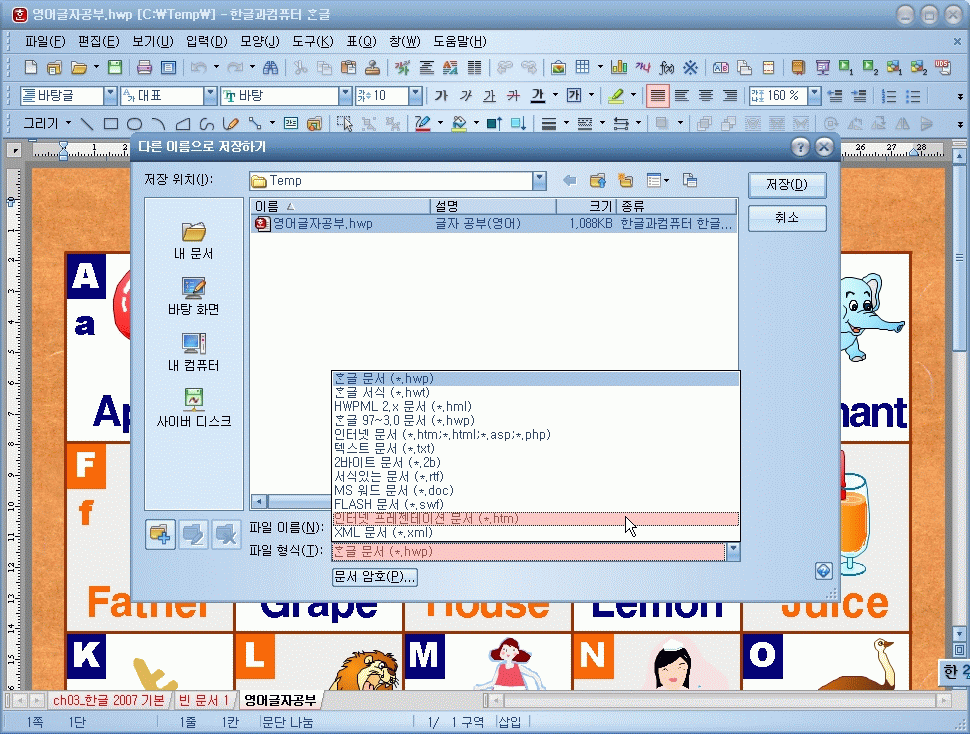 영어글자공부.hwp [C:₩Temp₩] - 한글과컴퓨터 한글
파일(F) 편집(E) 보기(U) 입력(D) 모양(J) 도구(K) 표(Q) 창(W) 도움말(H)
바탕글 대표 바탕 10 가 가 가 가 가 가 160 %
그리기
다른 이름으로 저장하기
저장 위치(I): Temp 저장(D)
취소
이름 설명 크기 종류
영어글자공부.hwp 글자 공부(영어) 1,088KB 한글과컴퓨터 한글...
내 문서
바탕 화면
내 컴퓨터
사이버 디스크
한글 문서 (*.hwp)
한글 서식 (*.hwt)
HWPML 2.x 문서 (*.hml)
한글 97~3.0 문서 (*.hwp)
인터넷 문서 (*.htm;*.html;*.asp;*.php)
텍스트 문서 (*.txt)
2바이트 문서 (*.2b)
서식있는 문서 (*.rtf)
MS 워드 문서 (*.doc)
FLASH 문서 (*.swf)
인터넷 프레젠테이션 문서 (*.htm)
XML 문서 (*.xml)
파일 이름(N):
파일 형식(T): 한글 문서 (*.hwp)
문서 암호(P)...
A
a
Ap
hant
F
f
Father Grape House Lemon Juice
K L M N O
한 2
ch03_한글 2007 기본 빈 문서 1 영어글자공부
1쪽 1단 1줄 1칸 문단 나눔 1/ 1 구역 삽입